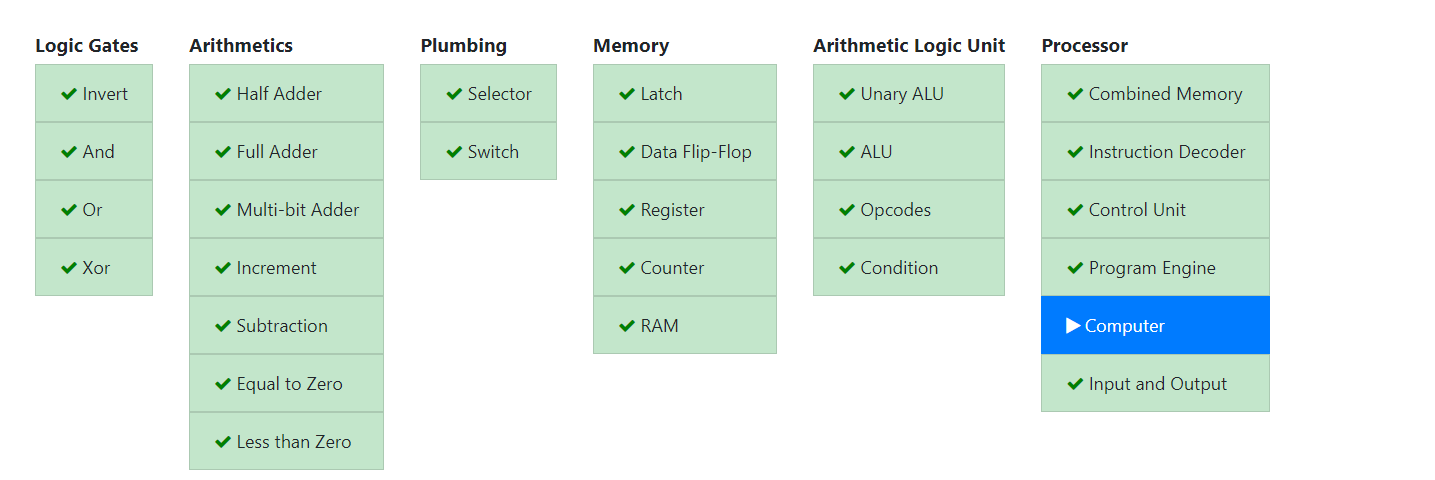 Logic Gates
Invert
And
Or
Xor
Arithmetics
Half Adder
Full Adder
Multi-bit Adder
Increment
Subtraction
Equal to Zero
Less than Zero
Plumbing
Selector
Switch
Memory
Latch
Data Flip-Flop
Register
Counter
RAM
Arithmetic Logic Unit
Unary ALU
ALU
Opcodes
Condition
Processor
Combined Memory
Instruction Decoder
Control Unit
Program Engine
Computer
Input and Output